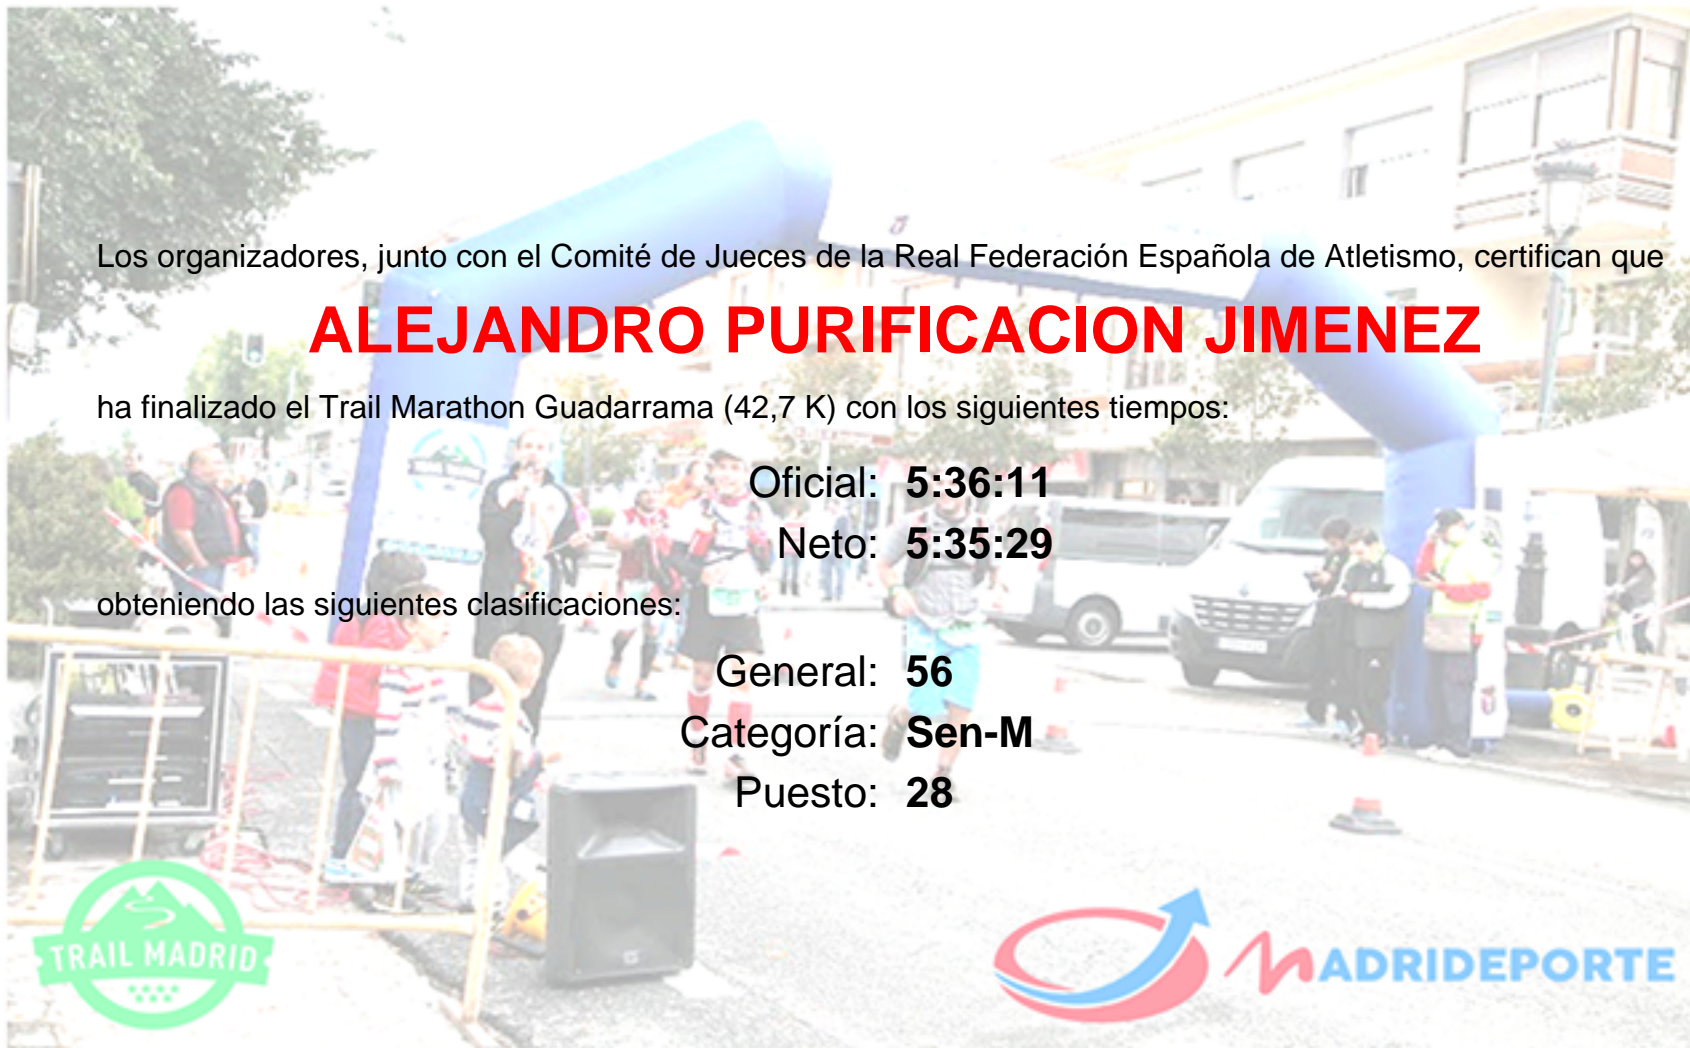 Los organizadores, junto con el Comité de Jueces de la Real Federación Española de Atletismo, certifican que
ALEJANDRO PURIFICACION JIMENEZ
ha finalizado el Trail Marathon Guadarrama (42,7 K) con los siguientes tiempos:
Oficial: 5:36:11
Neto: 5:35:29
obteniendo las siguientes clasificaciones:
General: 56
Categoría: Sen-M
Puesto: 28
TRAIL MADRID
MADRIDEPORTE